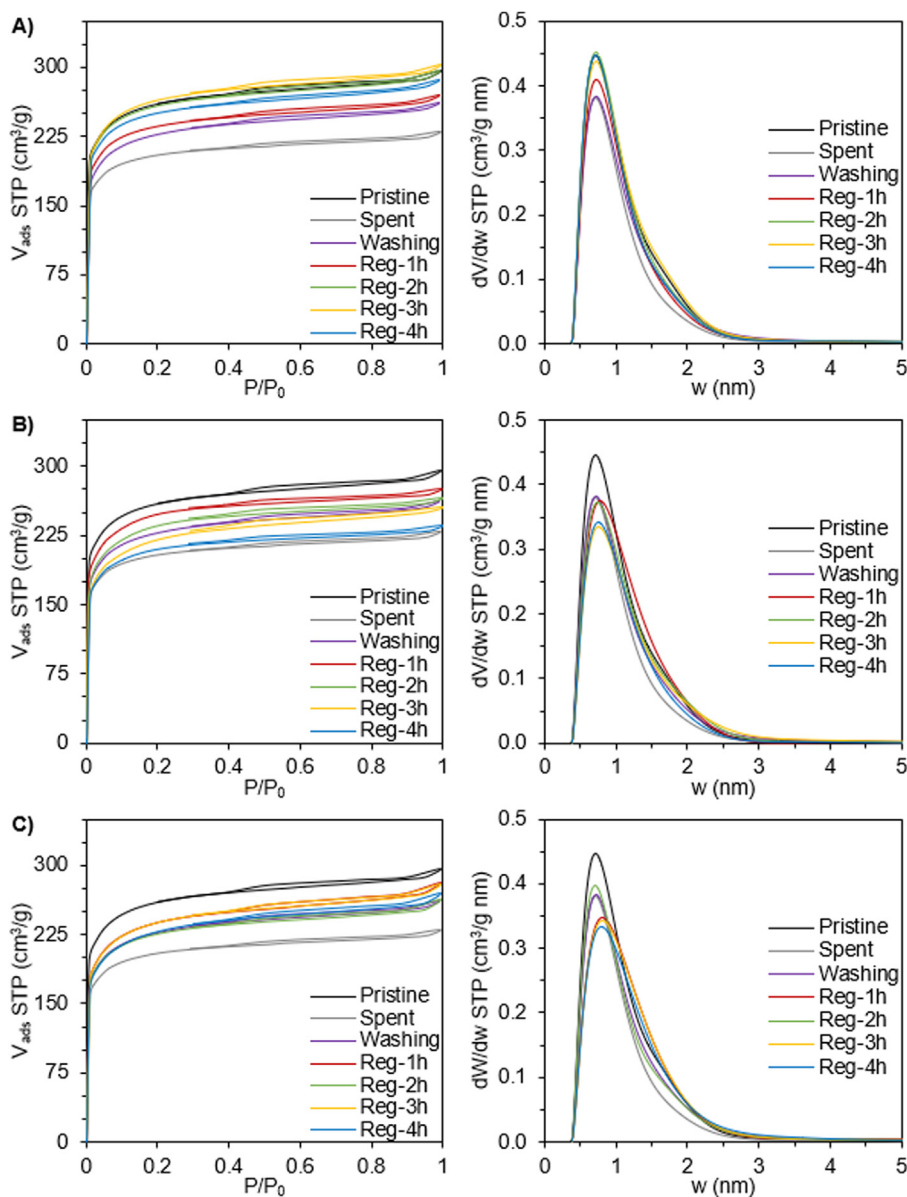 A)
V_ads STP (cm³/g)
300
225
150
75
0
0
0.2
0.4
0.6
0.8
1
P/P₀
Pristine
Spent
Washing
Reg-1h
Reg-2h
Reg-3h
Reg-4h
dV/dw STP (cm³/g nm)
0.5
0.4
0.3
0.2
0.1
0.0
0
1
2
3
4
5
w (nm)
Pristine
Spent
Washing
Reg-1h
Reg-2h
Reg-3h
Reg-4h
B)
V_ads STP (cm³/g)
300
225
150
75
0
0
0.2
0.4
0.6
0.8
1
P/P₀
Pristine
Spent
Washing
Reg-1h
Reg-2h
Reg-3h
Reg-4h
dV/dw STP (cm³/g nm)
0.5
0.4
0.3
0.2
0.1
0.0
0
1
2
3
4
5
w (nm)
Pristine
Spent
Washing
Reg-1h
Reg-2h
Reg-3h
Reg-4h
C)
V_ads STP (cm³/g)
300
225
150
75
0
0
0.2
0.4
0.6
0.8
1
P/P₀
Pristine
Spent
Washing
Reg-1h
Reg-2h
Reg-3h
Reg-4h
dW/dw STP (cm³/g nm)
0.5
0.4
0.3
0.2
0.1
0.0
0
1
2
3
4
5
w (nm)
Pristine
Spent
Washing
Reg-1h
Reg-2h
Reg-3h
Reg-4h